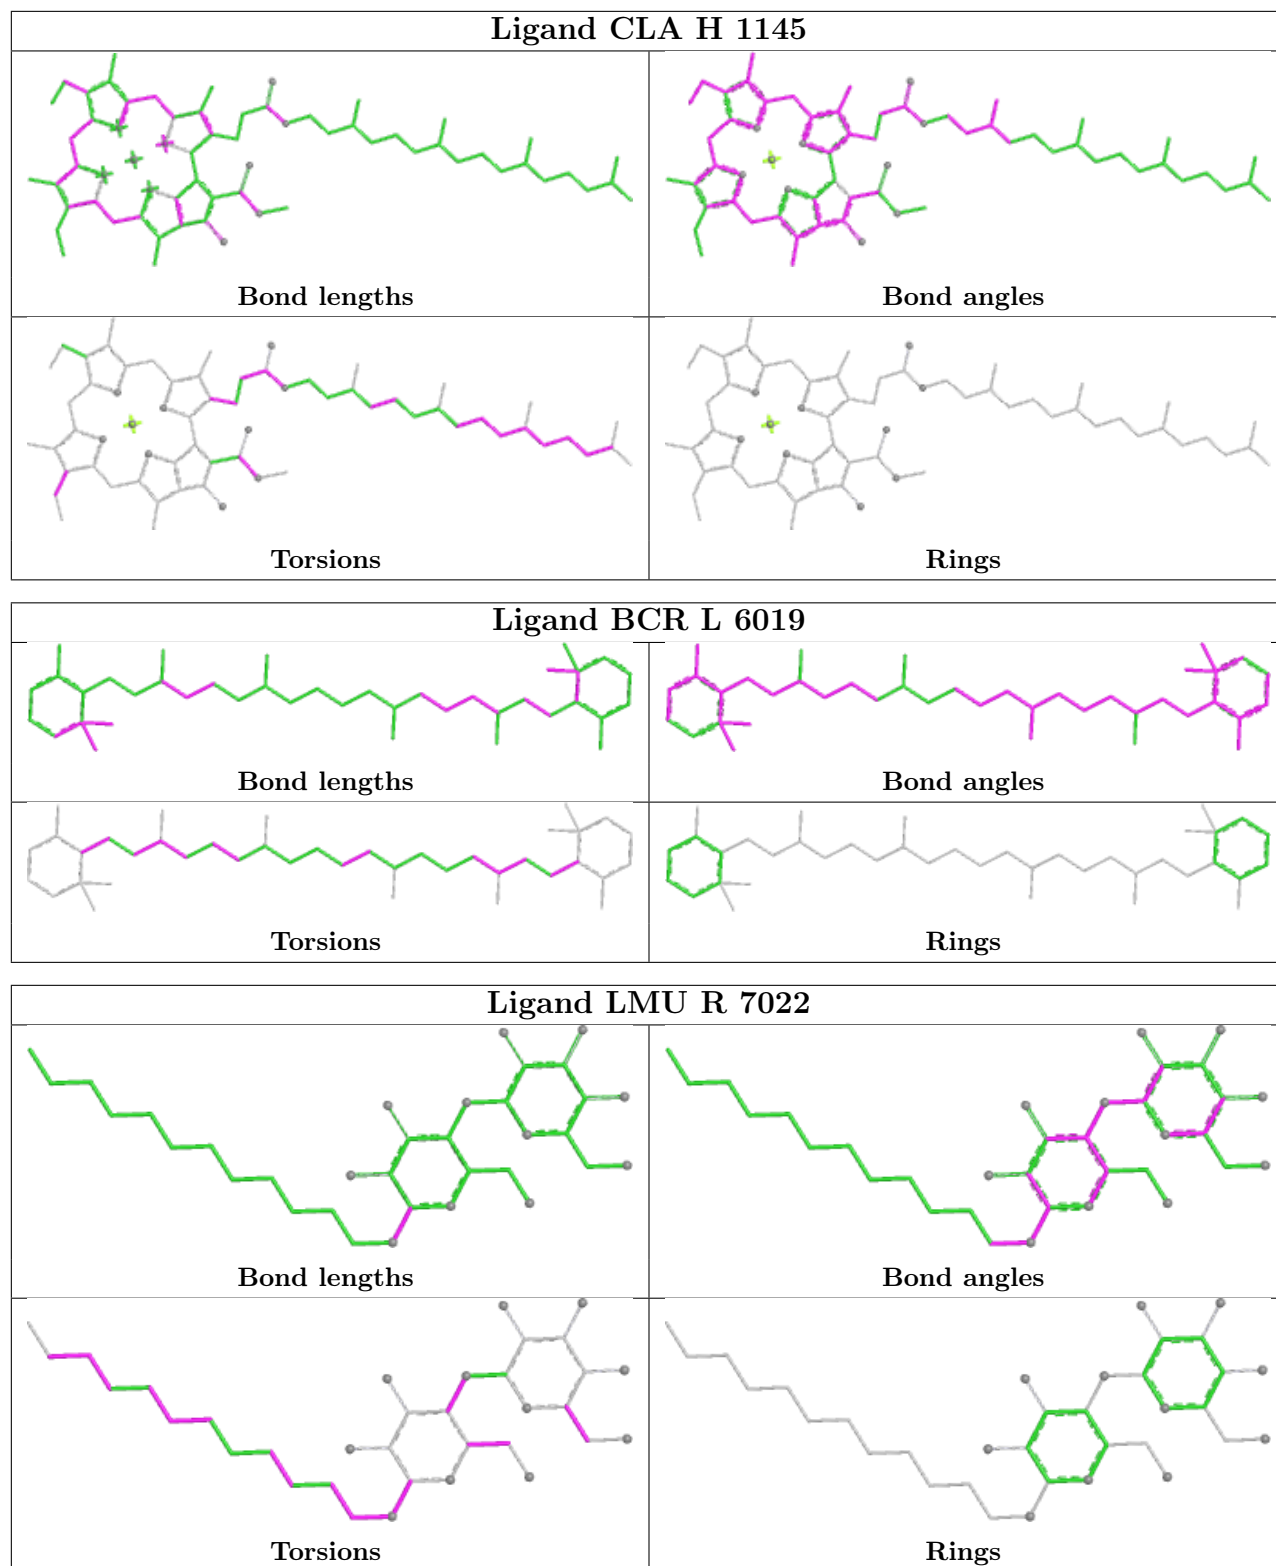 Ligand CLA H 1145
Bond lengths
Bond angles
Torsions
Rings
Ligand BCR L 6019
Bond lengths
Bond angles
Torsions
Rings
Ligand LMU R 7022
Bond lengths
Bond angles
Torsions
Rings